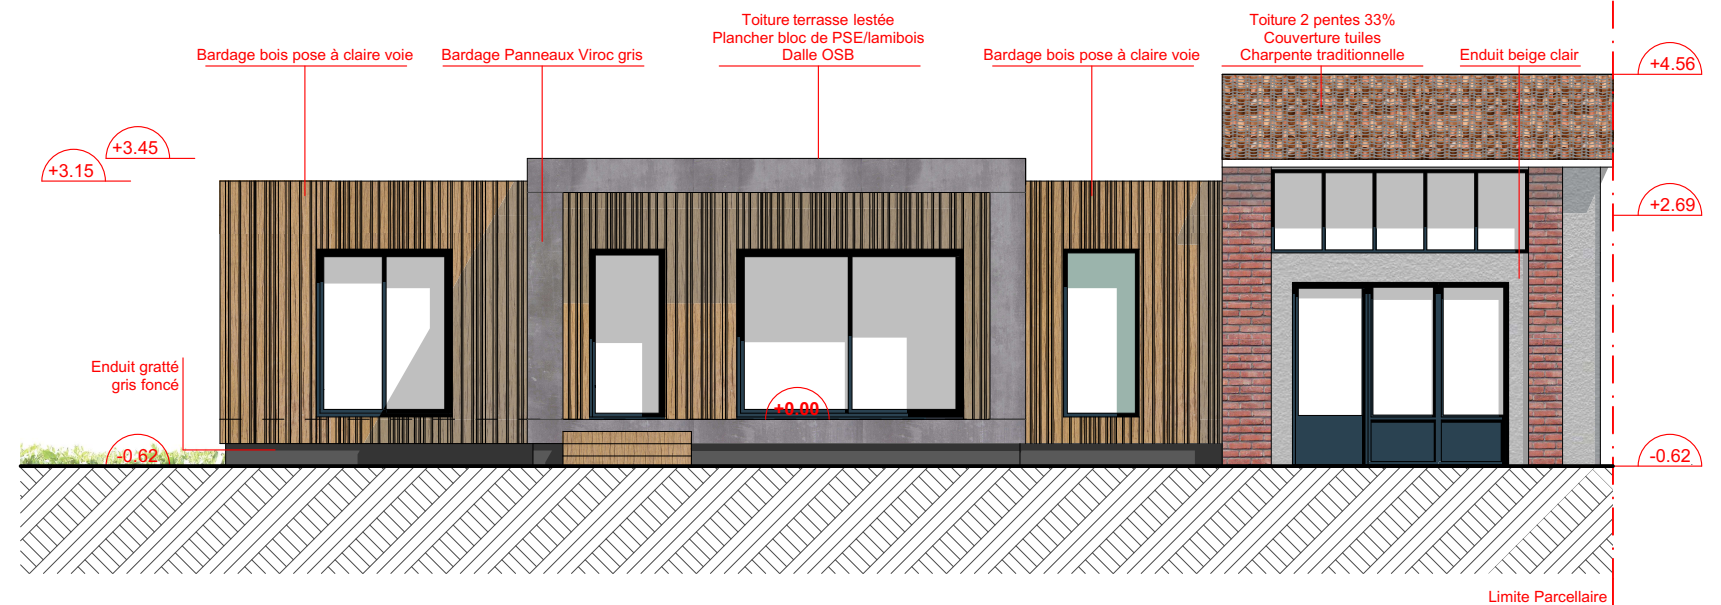 Toiture terrasse lestée
Plancher bloc de PSE/lamibois
Dalle OSB
Toiture 2 pentes 33%
Couverture tuiles
Charpente traditionnelle
Bardage bois pose à claire voie
Bardage Panneaux Viroc gris
Bardage bois pose à claire voie
Enduit beige clair
+4.56
+3.45
+3.15
+2.69
Enduit gratté
gris foncé
+0.00
-0.62
-0.62
Limite Parcellaire